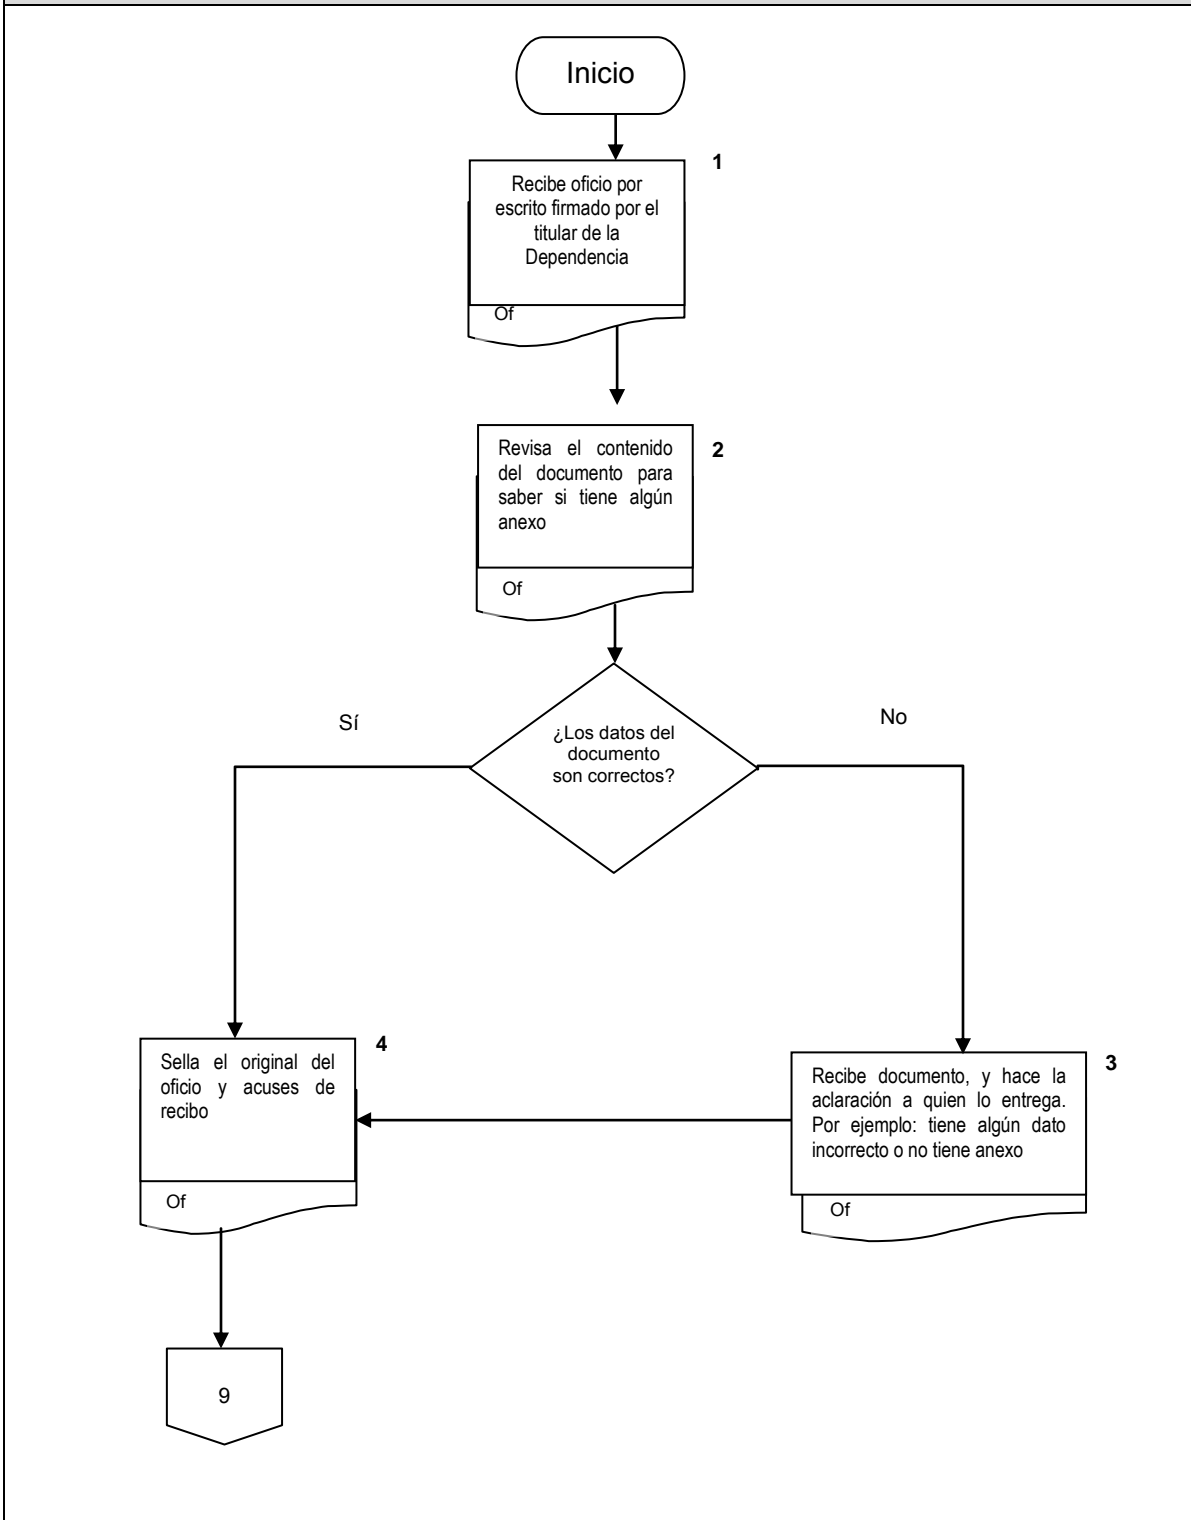 Inicio
1
Recibe oficio por
escrito firmado por el
titular de la
Dependencia
Of
2
Revisa el contenido
del documento para
saber si tiene algún
anexo
Of
Sí
No
¿Los datos del
documento
son correctos?
4
Sella el original del
oficio y acuses de
recibo
Of
3
Recibe documento, y hace la
aclaración a quien lo entrega.
Por ejemplo: tiene algún dato
incorrecto o no tiene anexo
Of
9